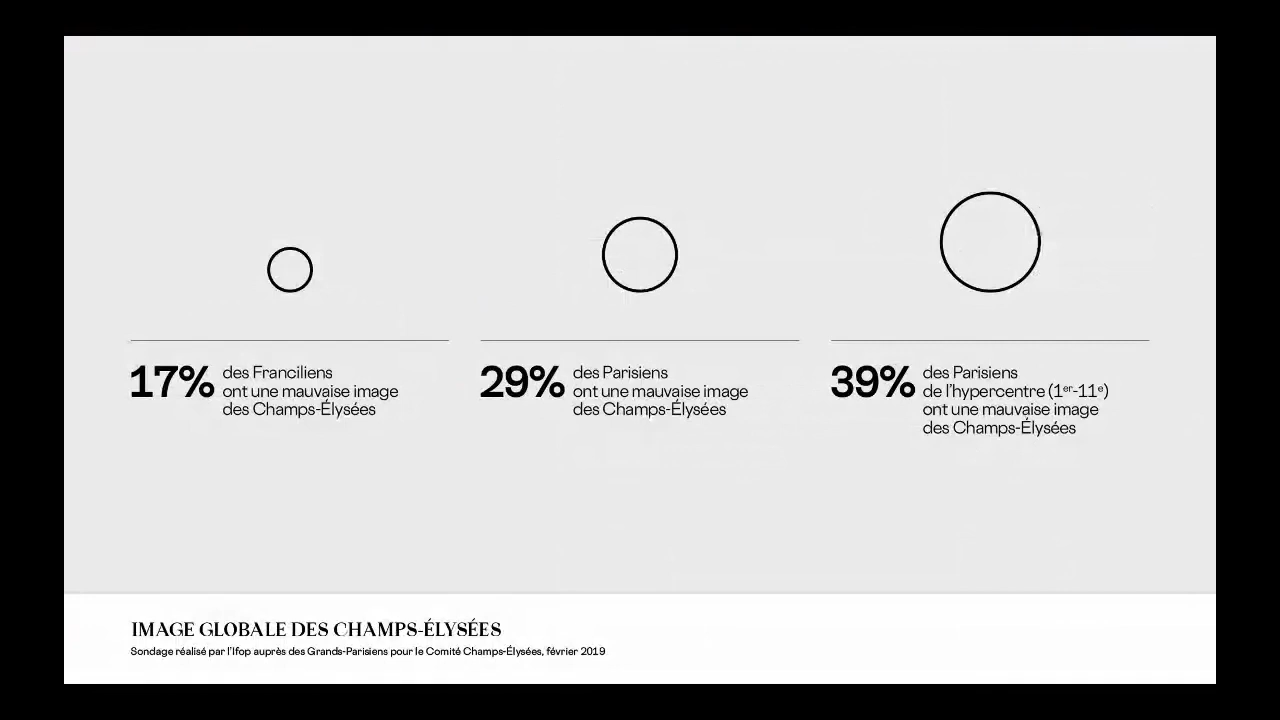 17%
des Franciliens
ont une mauvaise image
des Champs-Élysées
29%
des Parisiens
ont une mauvaise image
des Champs-Élysées
39%
des Parisiens
de l'hypercentre (1er-11e)
ont une mauvaise image
des Champs-Élysées
IMAGE GLOBALE DES CHAMPS-ÉLYSÉES
Sondage réalisé par l'Ifop auprès des Grands-Parisiens pour le Comité Champs-Élysées, février 2019